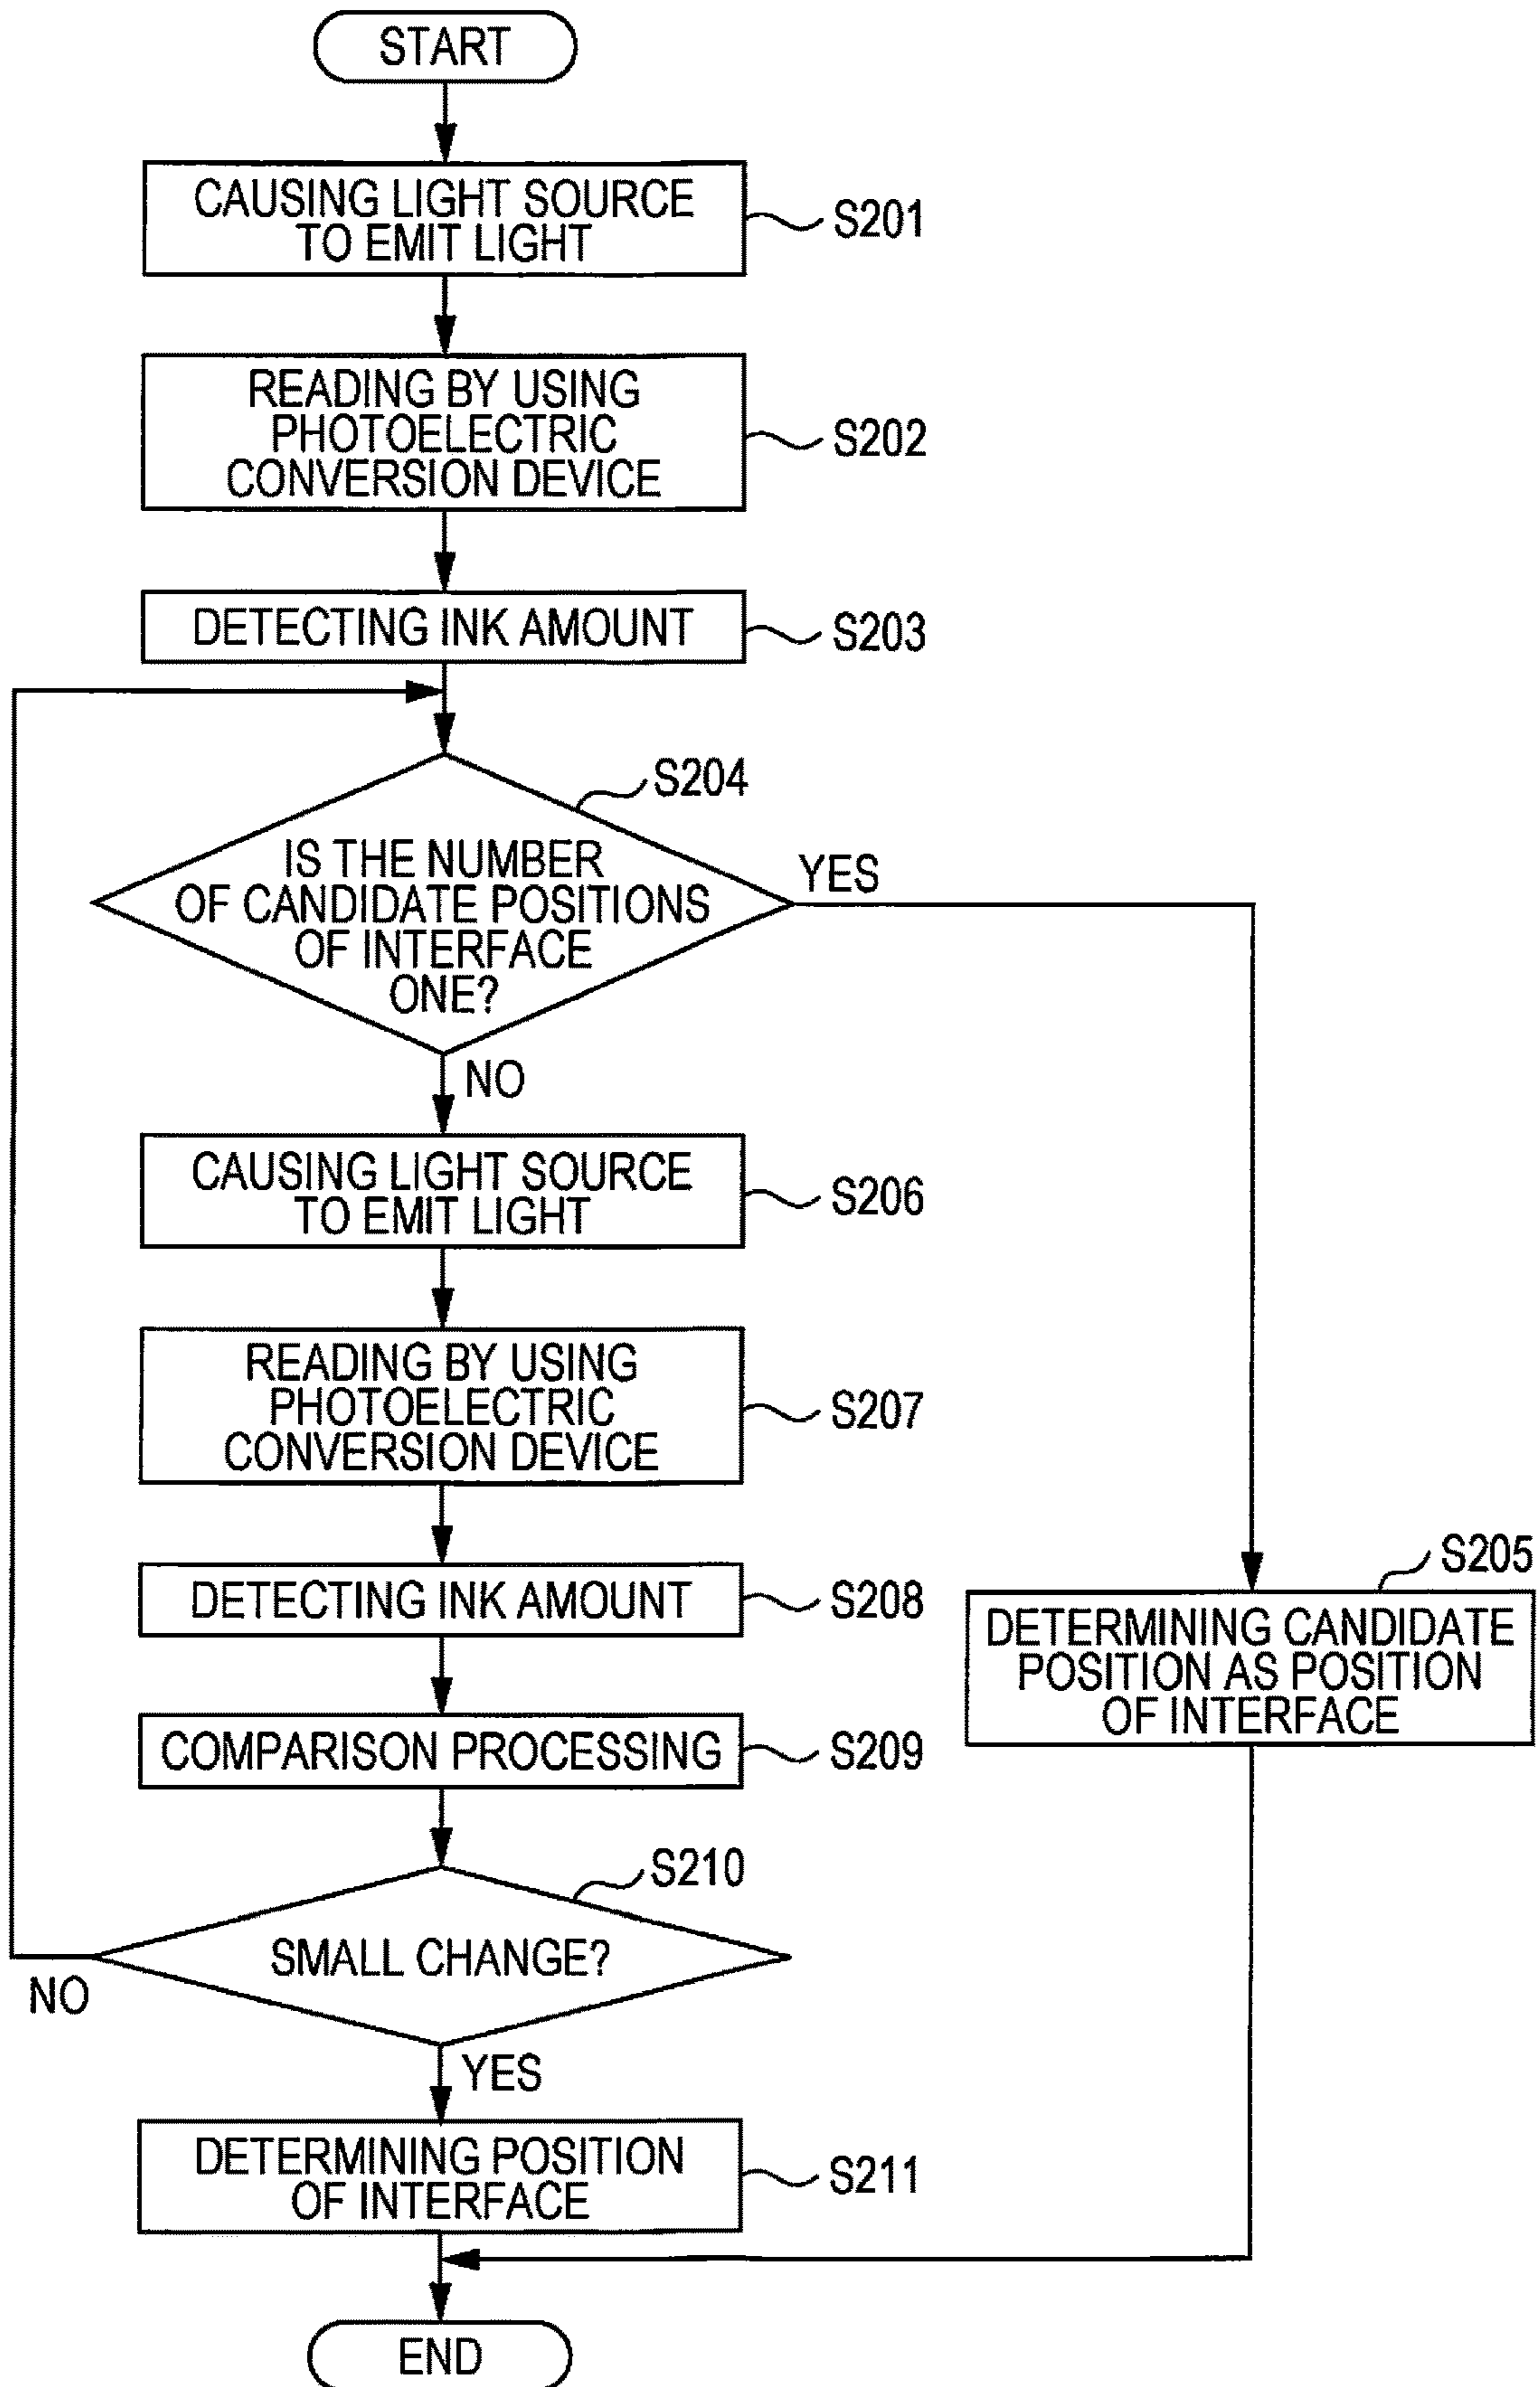 START
CAUSING LIGHT SOURCE
TO EMIT LIGHT
S201
READING BY USING
PHOTOELECTRIC
CONVERSION DEVICE
S202
DETECTING INK AMOUNT
S203
S204
IS THE NUMBER
OF CANDIDATE POSITIONS
OF INTERFACE
ONE?
YES
NO
CAUSING LIGHT SOURCE
TO EMIT LIGHT
S206
READING BY USING
PHOTOELECTRIC
CONVERSION DEVICE
S207
DETECTING INK AMOUNT
S208
S205
DETERMINING CANDIDATE
POSITION AS POSITION
OF INTERFACE
COMPARISON PROCESSING
S209
S210
SMALL CHANGE?
NO
YES
DETERMINING POSITION
OF INTERFACE
S211
END